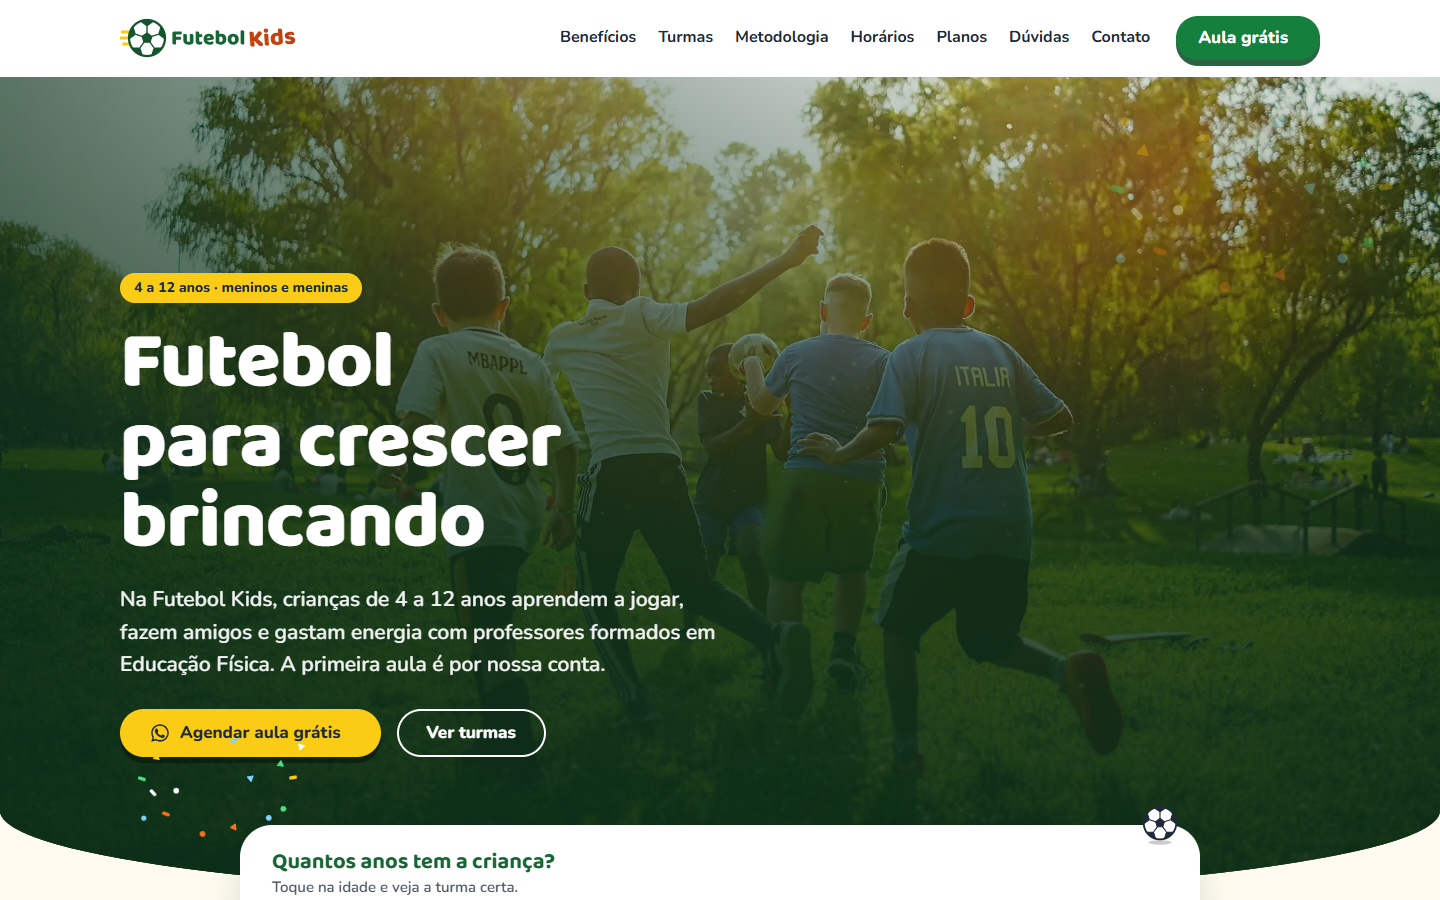 Futebol Kids
Benefícios
Turmas
Metodologia
Horários
Planos
Dúvidas
Contato
Aula grátis
4 a 12 anos · meninos e meninas
Futebol
para crescer
brincando
MBAPPE
9
ITALIA
10
Na Futebol Kids, crianças de 4 a 12 anos aprendem a jogar,
fazem amigos e gastam energia com professores formados em
Educação Física. A primeira aula é por nossa conta.
Agendar aula grátis
Ver turmas
Quantos anos tem a criança?
Toque na idade e veja a turma certa.